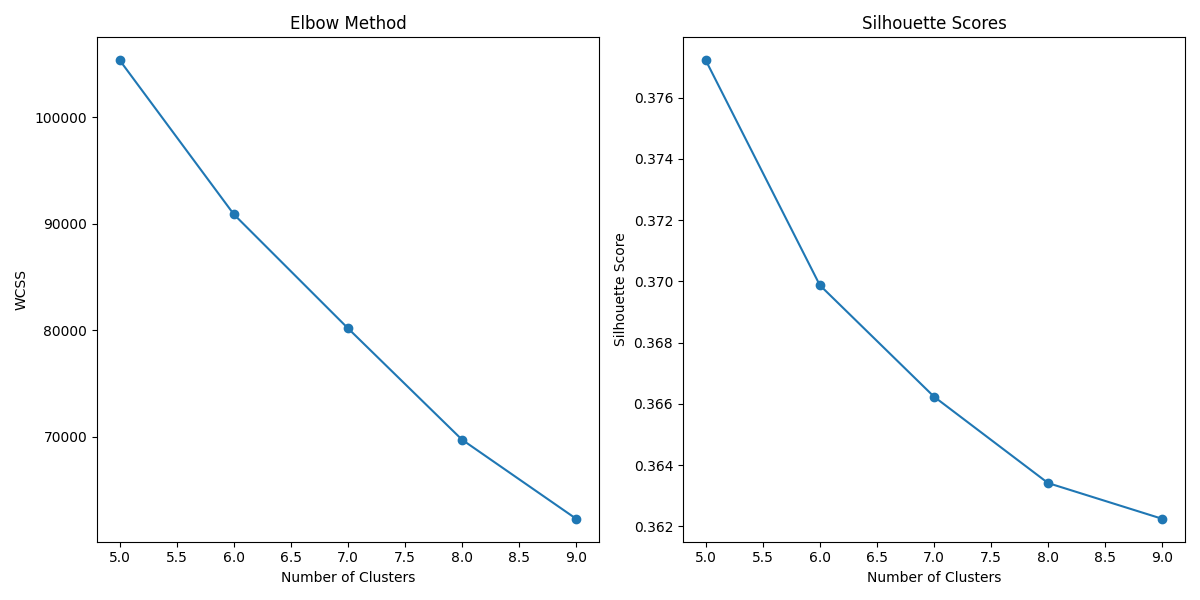 Elbow Method
100000
90000
80000
70000
WCSS
5.0 5.5 6.0 6.5 7.0 7.5 8.0 8.5 9.0
Number of Clusters
Silhouette Scores
0.376
0.374
0.372
0.370
0.368
0.366
0.364
0.362
Silhouette Score
5.0 5.5 6.0 6.5 7.0 7.5 8.0 8.5 9.0
Number of Clusters